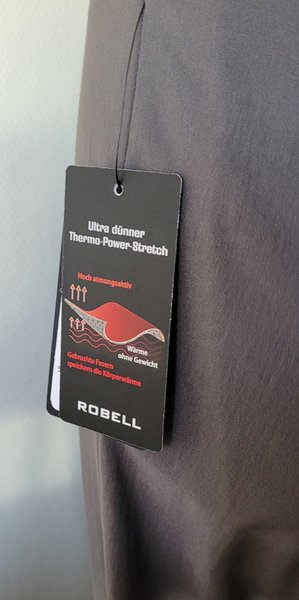 Ultra dünner
Thermo-Power-Stretch
Hoch atmungsaktiv
Wärme
ohne Gewicht
Gebrushte Fasern
speichern die Körperwärme
ROBELL